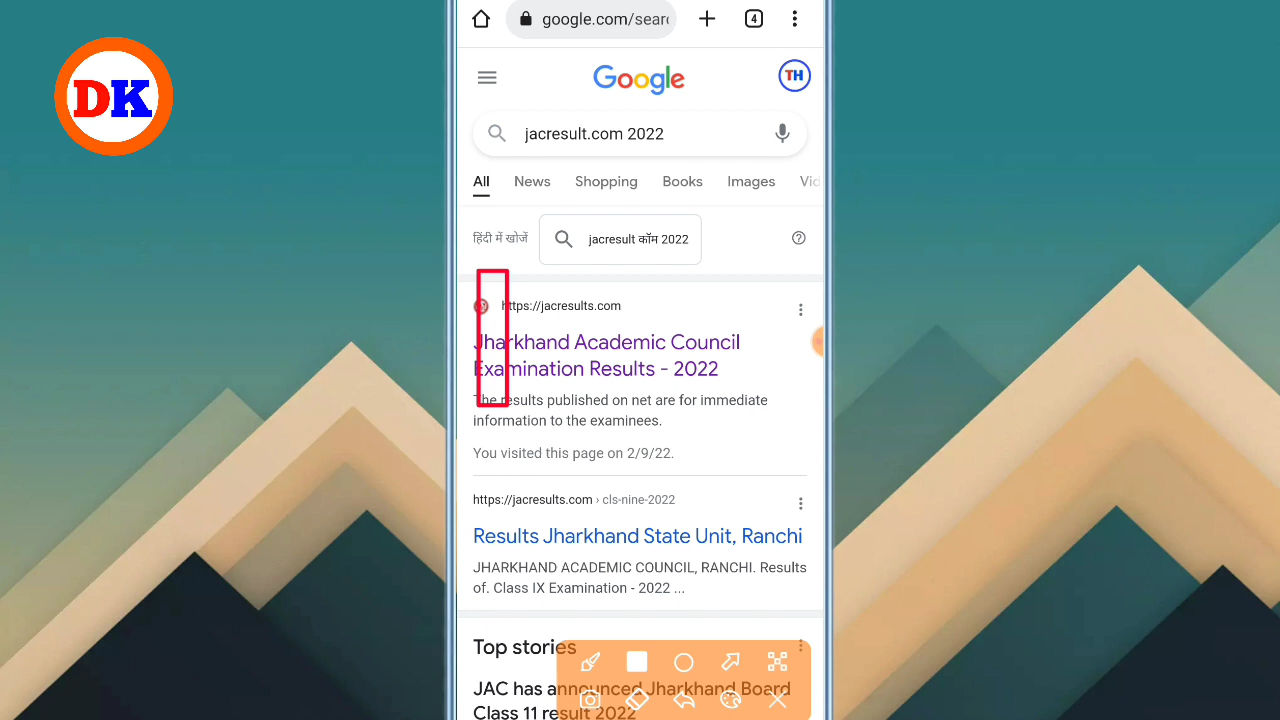 DK
google.com/sear
4
Google
TH
jacresult.com 2022
All News Shopping Books Images Vid
हिंदी में खोजें jacresult कॉम 2022
https://jacresults.com
Jharkhand Academic Council
Examination Results - 2022
The results published on net are for immediate
information to the examinees.
You visited this page on 2/9/22.
https://jacresults.com › cls-nine-2022
Results Jharkhand State Unit, Ranchi
JHARKHAND ACADEMIC COUNCIL, RANCHI. Results
of. Class IX Examination - 2022 ...
Top stories
JAC has announced Jharkhand Board
Class 11 result 2022